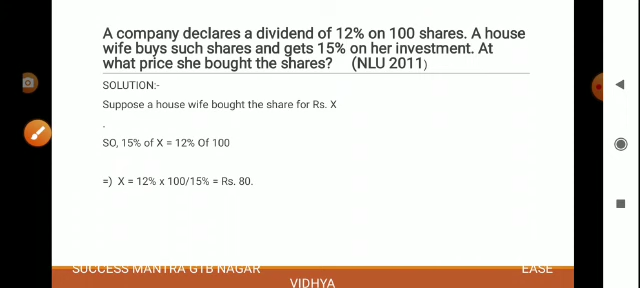 A company declares a dividend of 12% on 100 shares. A house
wife buys such shares and gets 15% on her investment. At
what price she bought the shares? (NLU 2011)
SOLUTION:-
Suppose a house wife bought the share for Rs. X
.
SO, 15% of X = 12% Of 100
=) X = 12% x 100/15% = Rs. 80.
SUCCESS MANTRA GTB NAGAR
EASE
VIDHYA